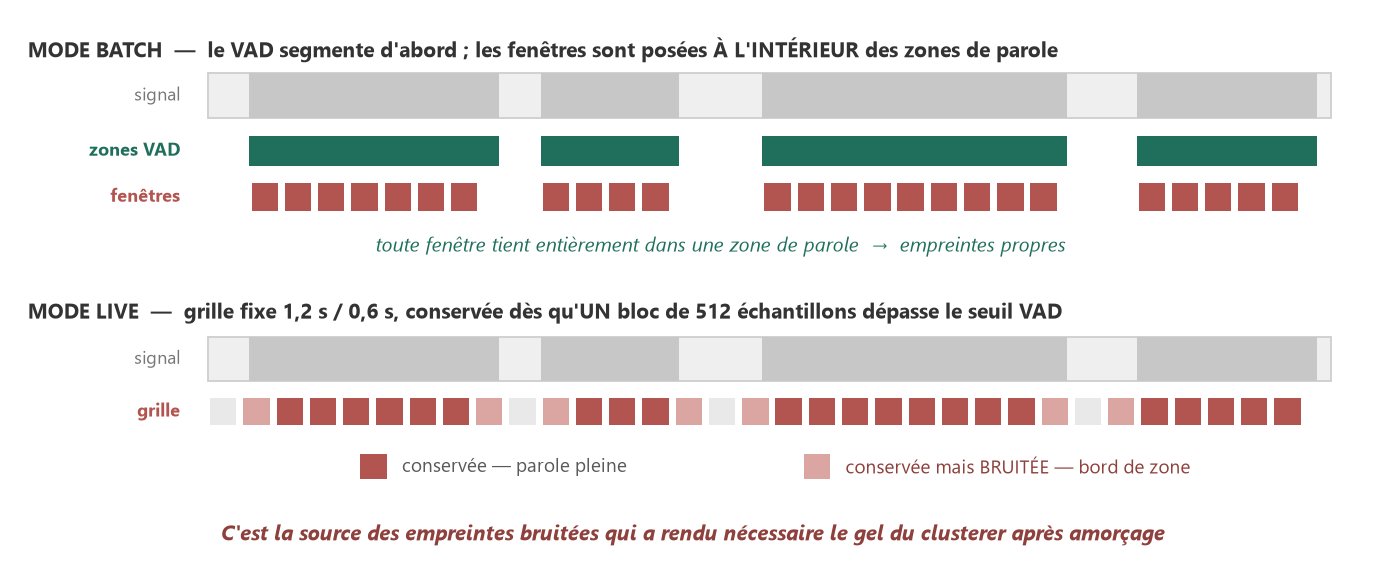 MODE BATCH — le VAD segmente d'abord ; les fenêtres sont posées À L'INTÉRIEUR des zones de parole
signal
zones VAD
fenêtres
toute fenêtre tient entièrement dans une zone de parole → empreintes propres
MODE LIVE — grille fixe 1,2 s / 0,6 s, conservée dès qu'UN bloc de 512 échantillons dépasse le seuil VAD
signal
grille
conservée — parole pleine
conservée mais BRUITÉE — bord de zone
C'est la source des empreintes bruitées qui a rendu nécessaire le gel du clusterer après amorçage